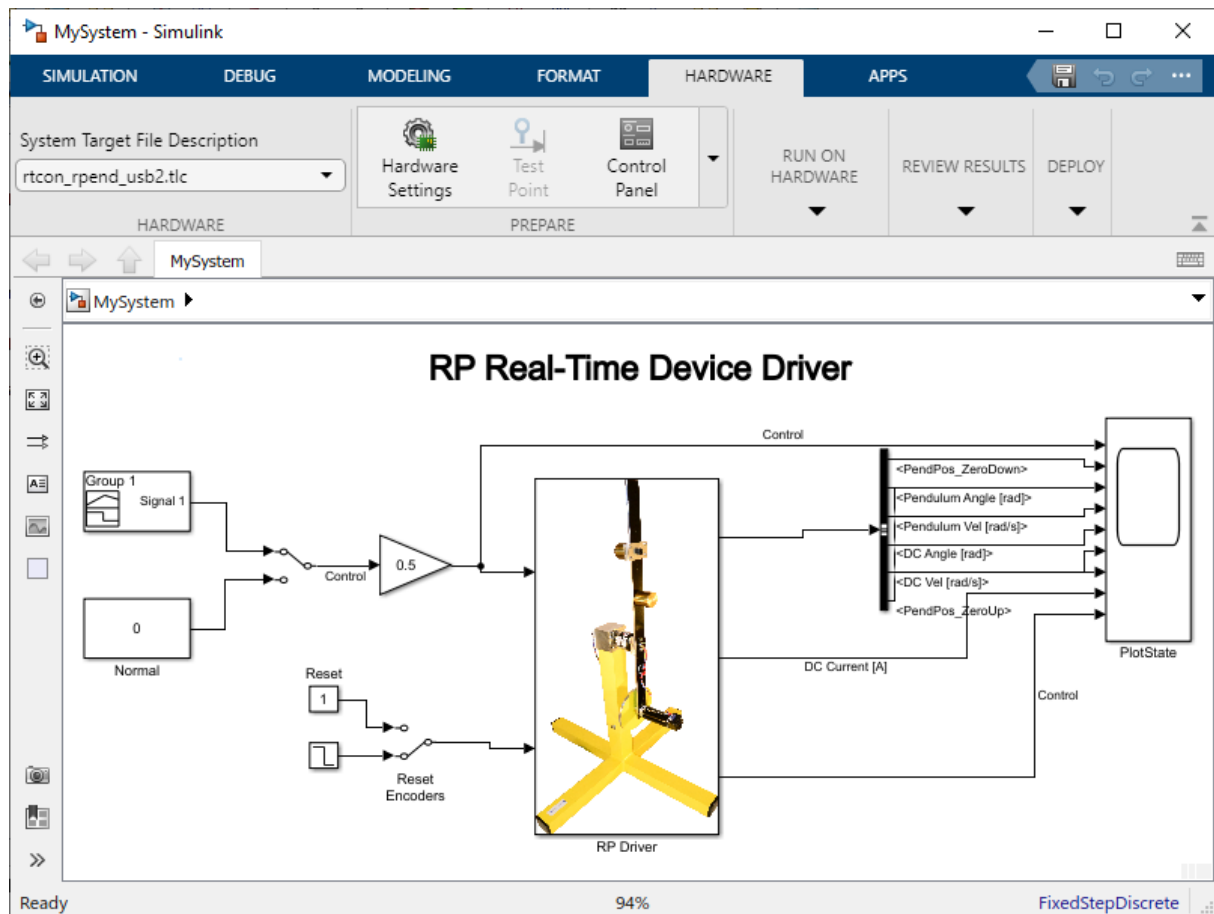 MySystem - Simulink
SIMULATION DEBUG MODELING FORMAT HARDWARE APPS
System Target File Description
rtcon_rpend_usb2.tlc
Hardware
Settings
Test
Point
Control
Panel
RUN ON
HARDWARE
REVIEW RESULTS
DEPLOY
HARDWARE
PREPARE
MySystem
MySystem
RP Real-Time Device Driver
Group 1
Signal 1
Control
0.5
0
Normal
Reset
1
Reset
Encoders
RP Driver
Control
<PendPos_ZeroDown>
<Pendulum Angle [rad]>
<Pendulum Vel [rad/s]>
<DC Angle [rad]>
<DC Vel [rad/s]>
<PendPos_ZeroUp>
DC Current [A]
Control
PlotState
Ready 94% FixedStepDiscrete